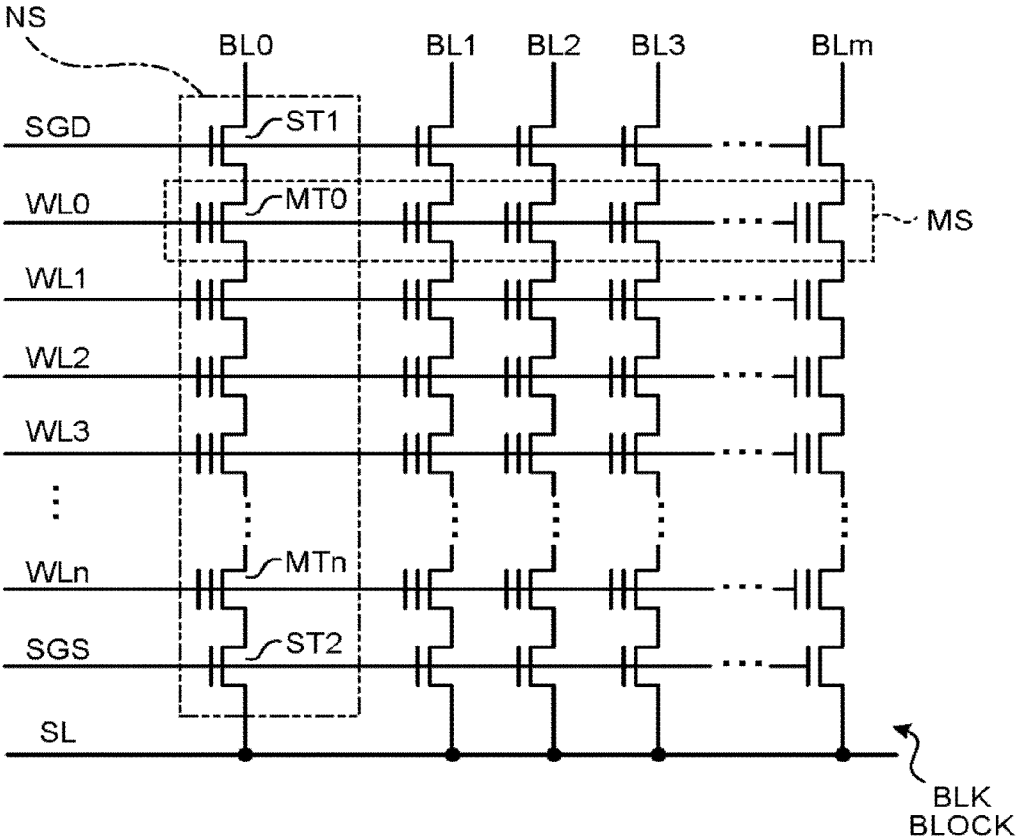 NS
BL0 BL1 BL2 BL3 BLm
SGD ST1
WL0 MT0
MS
WL1
WL2
WL3
WLn MTn
SGS ST2
SL
BLK
BLOCK